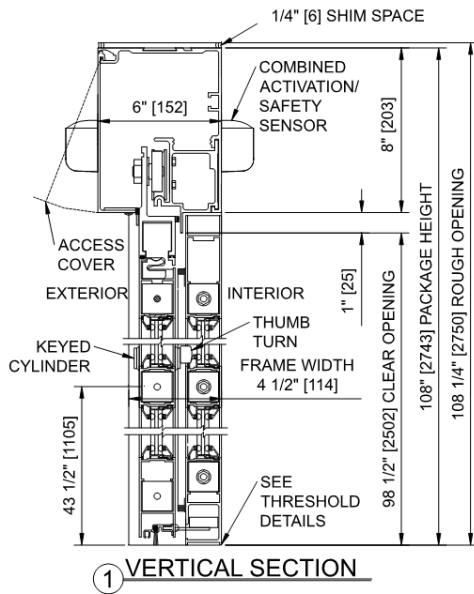 1/4" [6] SHIM SPACE
6" [152]
COMBINED
ACTIVATION/
SAFETY
SENSOR
8" [203]
ACCESS
COVER
EXTERIOR
INTERIOR
1" [25]
KEYED
CYLINDER
THUMB
TURN
FRAME WIDTH
4 1/2" [114]
43 1/2" [1105]
98 1/2" [2502] CLEAR OPENING
108" [2743] PACKAGE HEIGHT
108 1/4" [2750] ROUGH OPENING
SEE
THRESHOLD
DETAILS
1 VERTICAL SECTION